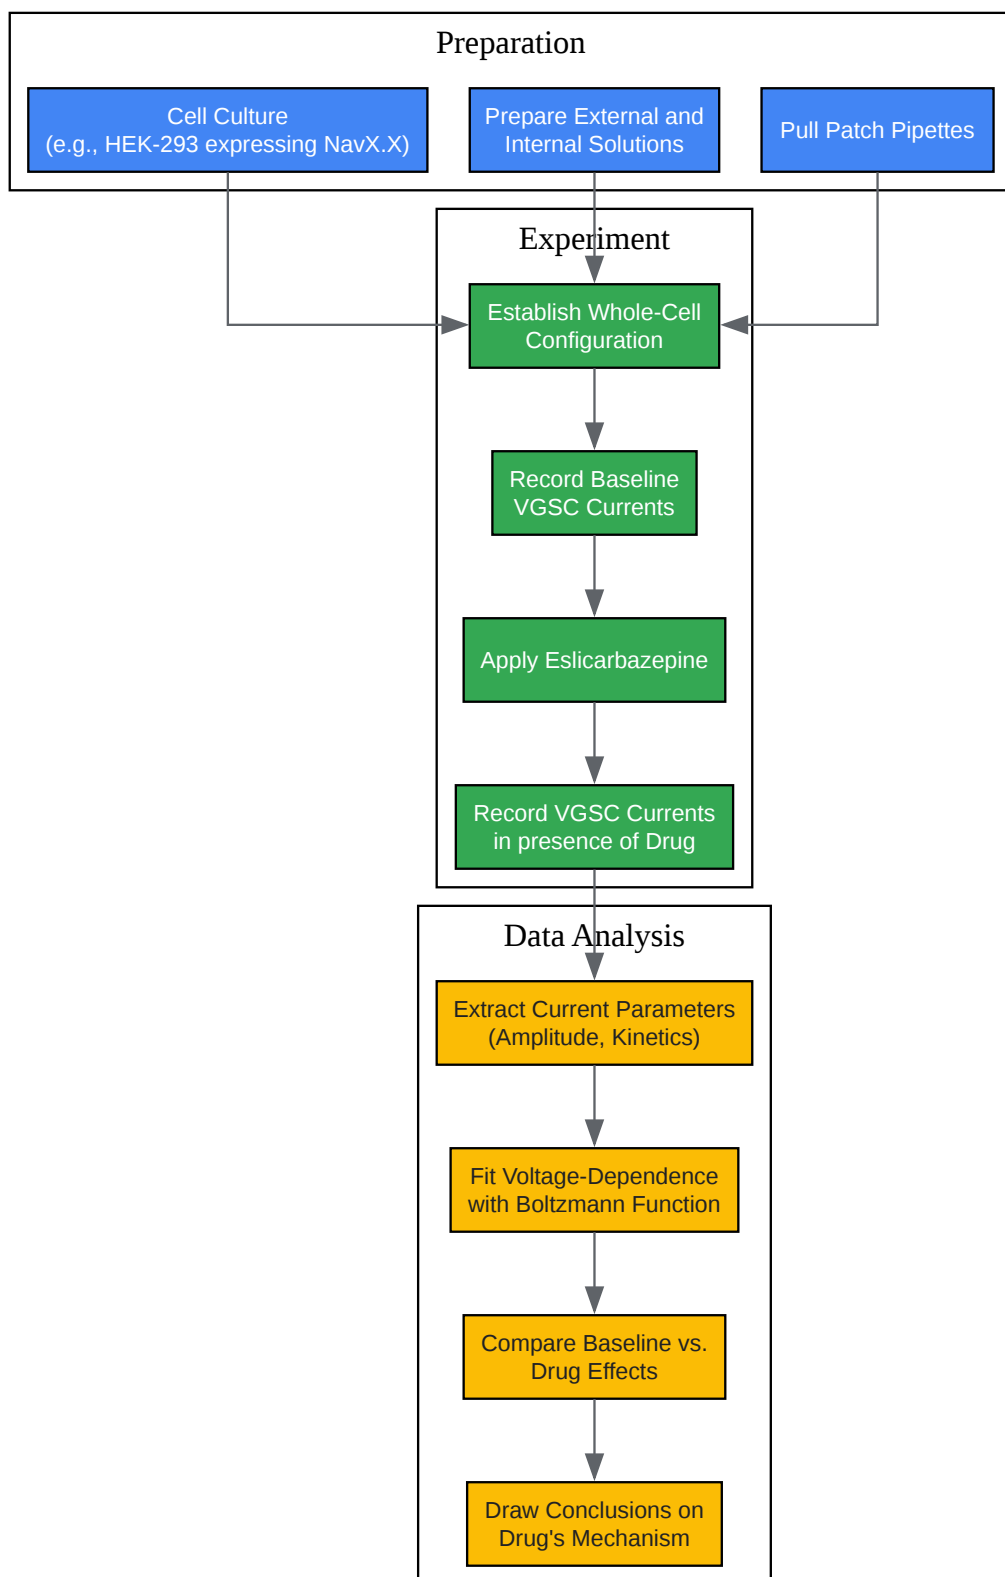 Preparation
Cell Culture
(e.g., HEK-293 expressing NavX.X)
Prepare External and
Internal Solutions
Pull Patch Pipettes
Experiment
Establish Whole-Cell
Configuration
Record Baseline
VGSC Currents
Apply Eslicarbazepine
Record VGSC Currents
in presence of Drug
Data Analysis
Extract Current Parameters
(Amplitude, Kinetics)
Fit Voltage-Dependence
with Boltzmann Function
Compare Baseline vs.
Drug Effects
Draw Conclusions on
Drug's Mechanism